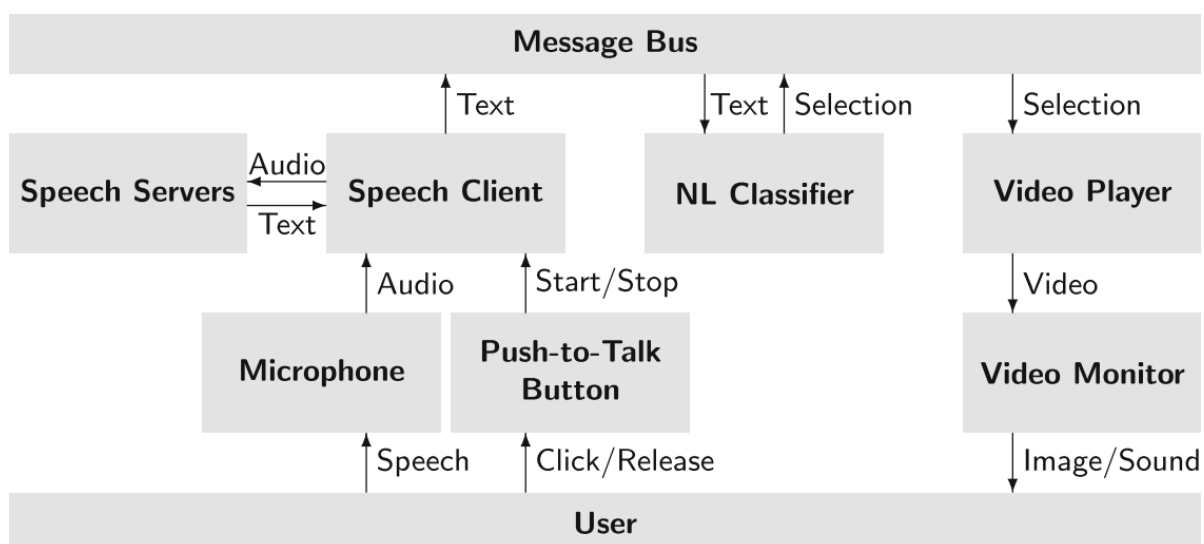 Message Bus
Text
Text
Selection
Selection
Speech Servers
Audio
Text
Speech Client
NL Classifier
Video Player
Audio
Start/Stop
Video
Microphone
Push-to-Talk
Button
Video Monitor
Speech
Click/Release
Image/Sound
User